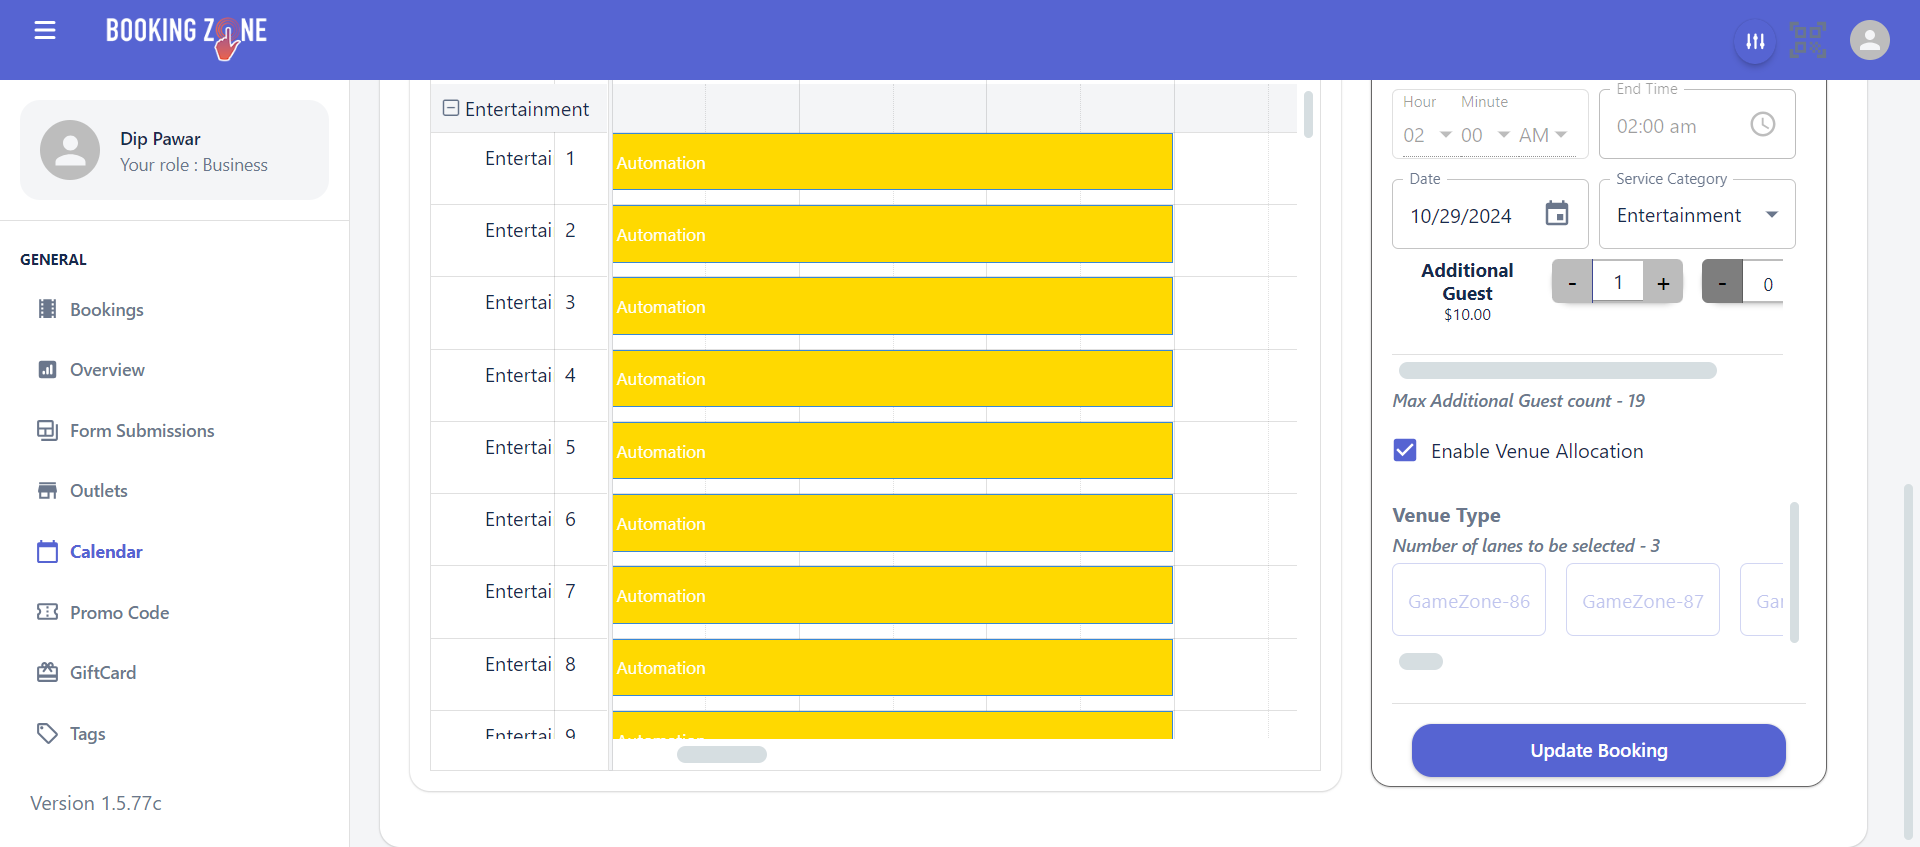 BOOKING ZONE
Dip Pawar
Your role : Business
GENERAL
Bookings
Overview
Form Submissions
Outlets
Calendar
Promo Code
GiftCard
Tags
Version 1.5.77c
Entertainment
Entertai 1 Automation
Entertai 2 Automation
Entertai 3 Automation
Entertai 4 Automation
Entertai 5 Automation
Entertai 6 Automation
Entertai 7 Automation
Entertai 8 Automation
Entertai 9 Automation
Hour Minute
02 00 AM
End Time
02:00 am
Date
10/29/2024
Service Category
Entertainment
Additional
Guest
$10.00
- 1 +
- 0
Max Additional Guest count - 19
Enable Venue Allocation
Venue Type
Number of lanes to be selected - 3
GameZone-86
GameZone-87
Gar
Update Booking